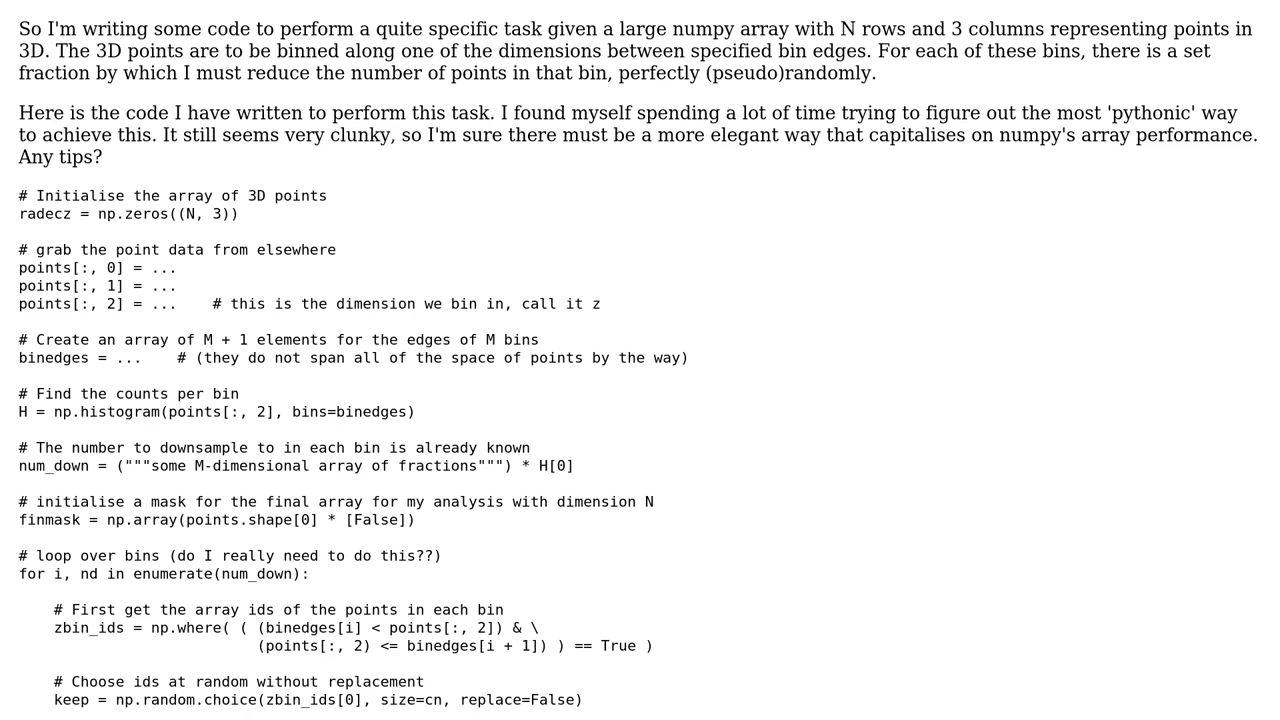 So I'm writing some code to perform a quite specific task given a large numpy array with N rows and 3 columns representing points in
3D. The 3D points are to be binned along one of the dimensions between specified bin edges. For each of these bins, there is a set
fraction by which I must reduce the number of points in that bin, perfectly (pseudo)randomly.
Here is the code I have written to perform this task. I found myself spending a lot of time trying to figure out the most 'pythonic' way
to achieve this. It still seems very clunky, so I'm sure there must be a more elegant way that capitalises on numpy's array performance.
Any tips?
# Initialise the array of 3D points
radecz = np.zeros((N, 3))
# grab the point data from elsewhere
points[:, 0] = ...
points[:, 1] = ...
points[:, 2] = ...    # this is the dimension we bin in, call it z
# Create an array of M + 1 elements for the edges of M bins
binedges = ...    # (they do not span all of the space of points by the way)
# Find the counts per bin
H = np.histogram(points[:, 2], bins=binedges)
# The number to downsample to in each bin is already known
num_down = ("""some M-dimensional array of fractions""") * H[0]
# initialise a mask for the final array for my analysis with dimension N
finmask = np.array(points.shape[0] * [False])
# loop over bins (do I really need to do this??)
for i, nd in enumerate(num_down):
    # First get the array ids of the points in each bin
    zbin_ids = np.where( ( (binedges[i] < points[:, 2]) & \
                           (points[:, 2) <= binedges[i + 1]) ) == True )
    # Choose ids at random without replacement
    keep = np.random.choice(zbin_ids[0], size=cn, replace=False)